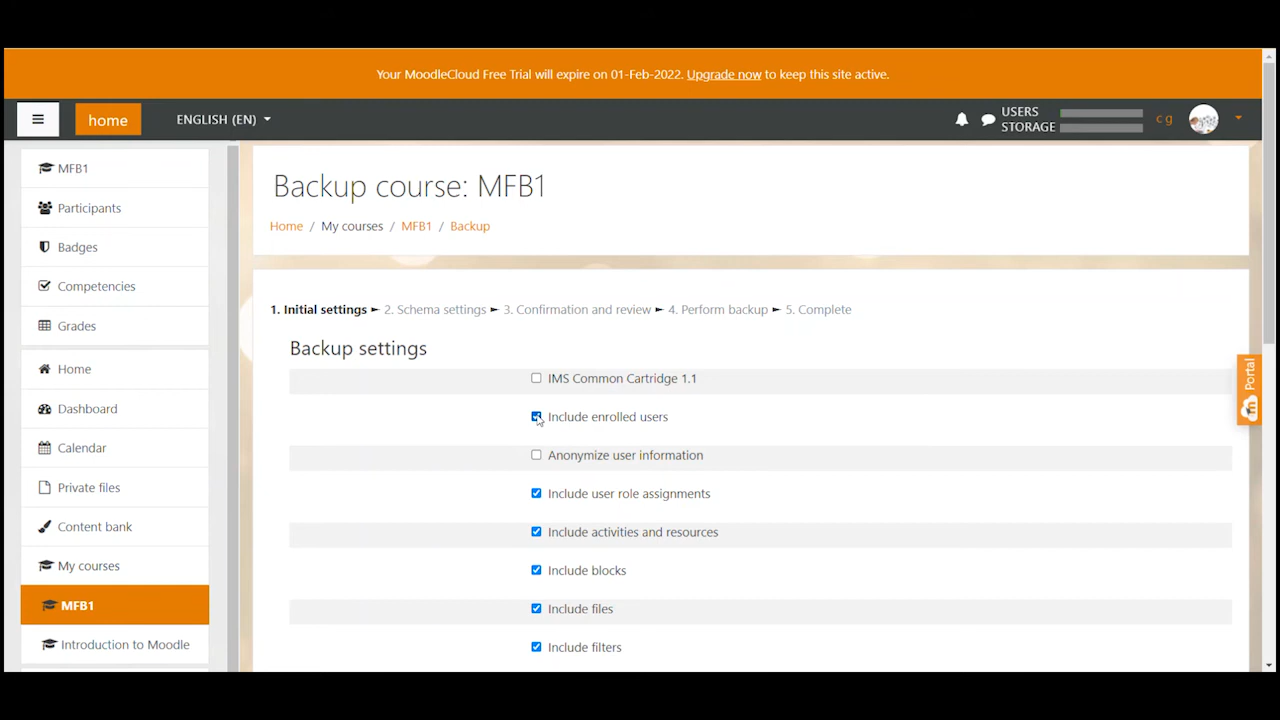 Your MoodleCloud Free Trial will expire on 01-Feb-2022. Upgrade now to keep this site active.
home
ENGLISH (EN)
USERS
STORAGE
c g
MFB1
Participants
Badges
Competencies
Grades
Home
Dashboard
Calendar
Private files
Content bank
My courses
MFB1
Introduction to Moodle
Backup course: MFB1
Home / My courses / MFB1 / Backup
1. Initial settings ► 2. Schema settings ► 3. Confirmation and review ► 4. Perform backup ► 5. Complete
Backup settings
IMS Common Cartridge 1.1
Include enrolled users
Anonymize user information
Include user role assignments
Include activities and resources
Include blocks
Include files
Include filters
Portal